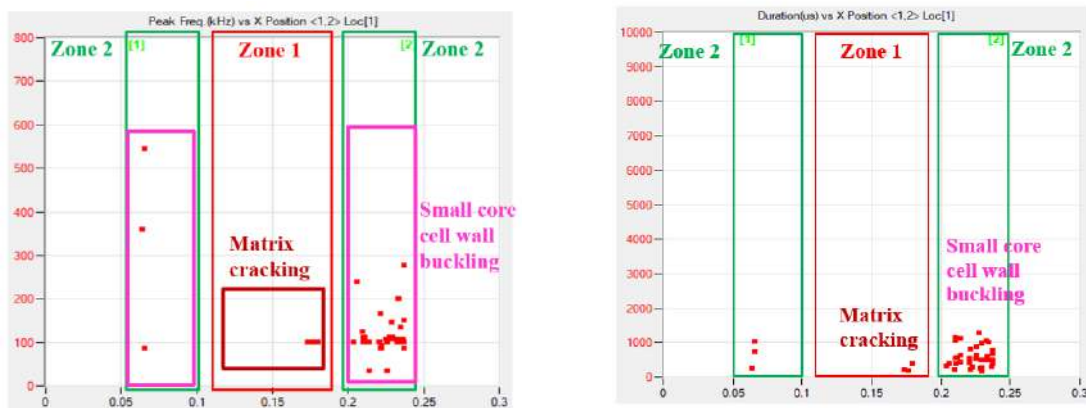 Peak Freq.(kHz) vs X Position <1,2> Loc[1]
800
700
600
500
400
300
200
100
0
0
0.05
0.1
0.15
0.2
0.25
0.3
Zone 2
[1]
Zone 1
[2
Zone 2
Matrix
cracking
Small core
cell wall
buckling
Duration(us) vs X Position <1,2> Loc[1]
10000
9000
8000
7000
6000
5000
4000
3000
2000
1000
0
0
0.05
0.1
0.15
0.2
0.25
0.3
Zone 2
[1]
Zone 1
[2]
Zone 2
Matrix
cracking
Small core
cell wall
buckling